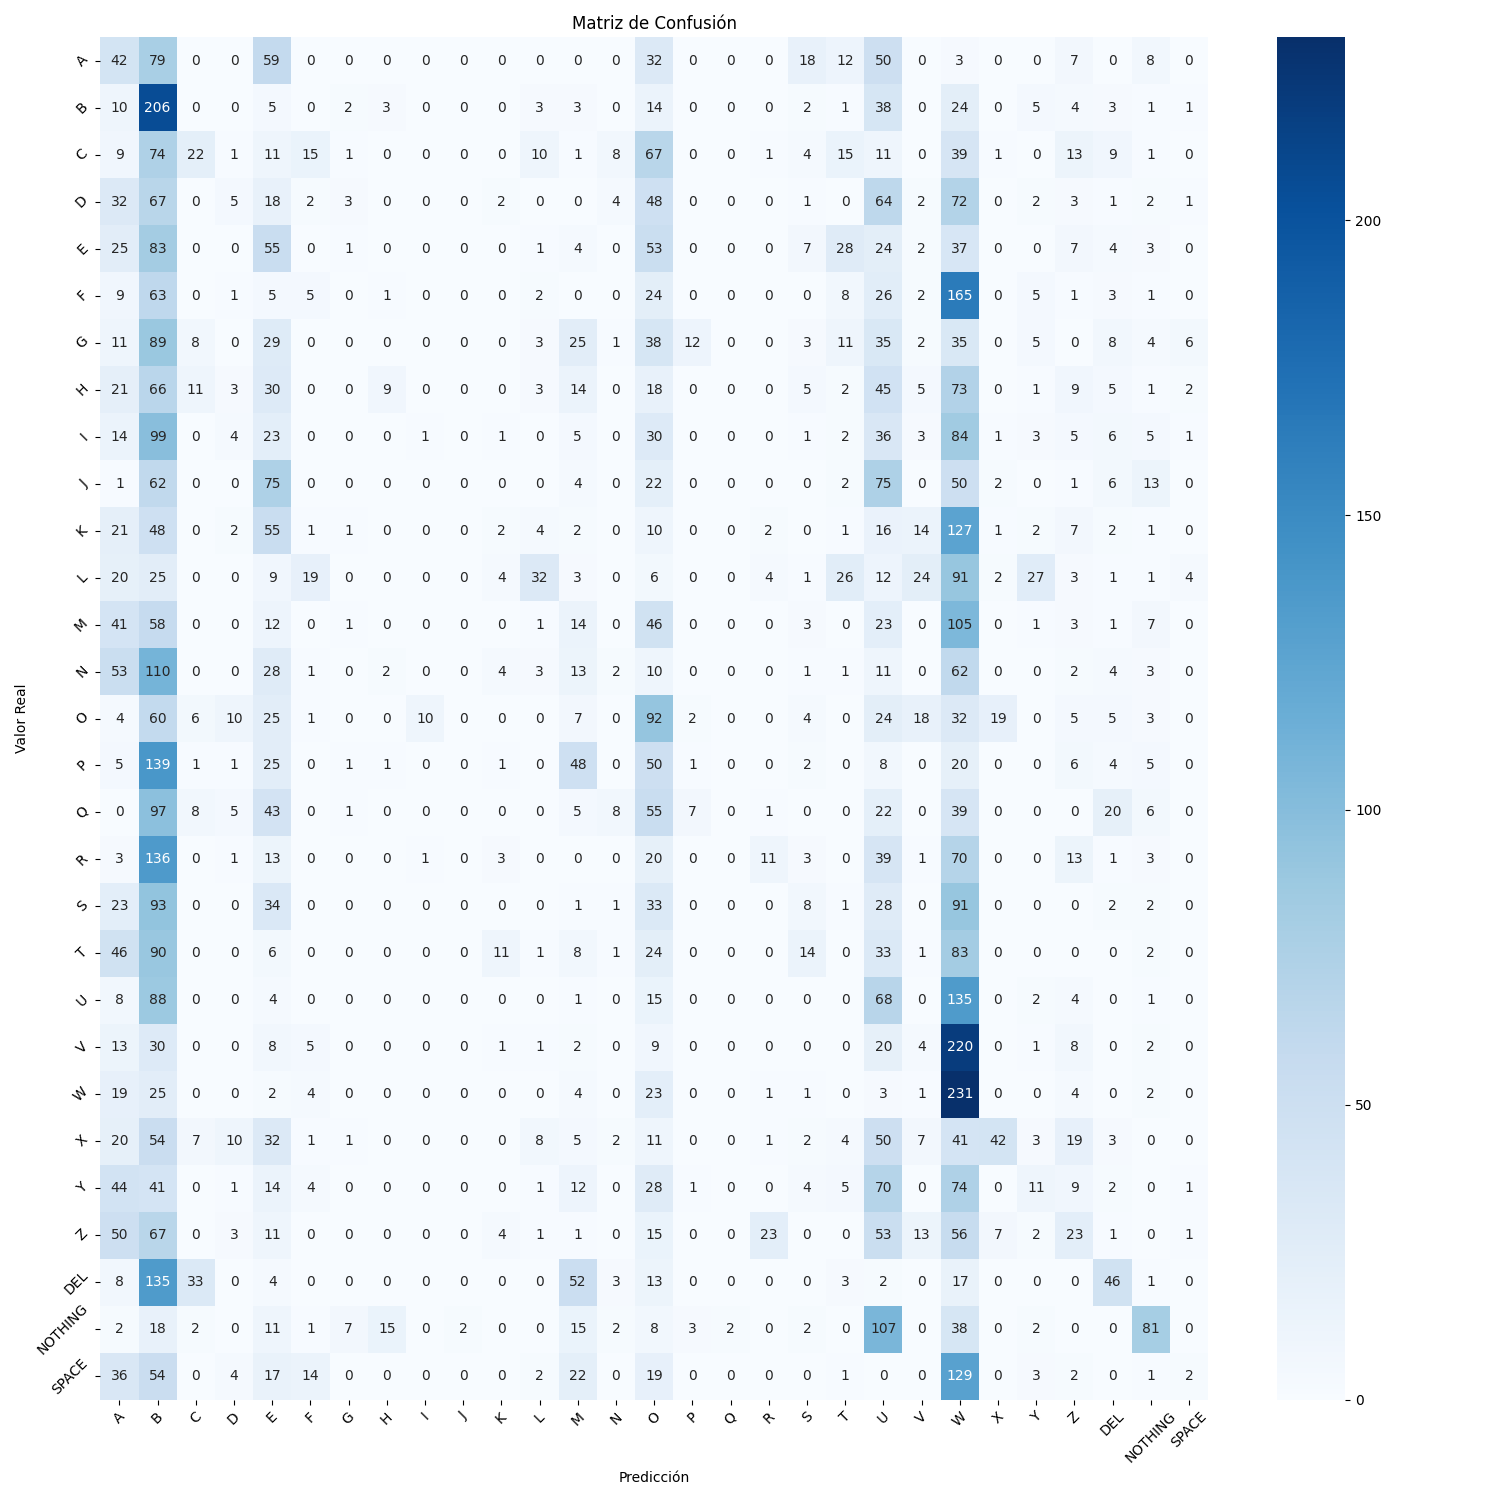 Matriz de Confusión
Valor Real
A 42 79 0 0 59 0 0 0 0 0 0 0 0 0 32 0 0 0 18 12 50 0 3 0 0 7 0 8 0
B 10 206 0 0 5 0 2 3 0 0 0 3 3 0 14 0 0 0 2 1 38 0 24 0 5 4 3 1 1
C 9 74 22 1 11 15 1 0 0 0 0 10 1 8 67 0 0 1 4 15 11 0 39 1 0 13 9 1 0
D 32 67 0 5 18 2 3 0 0 0 2 0 0 4 48 0 0 0 1 0 64 2 72 0 2 3 1 2 1
E 25 83 0 0 55 0 1 0 0 0 0 1 4 0 53 0 0 0 7 28 24 2 37 0 0 7 4 3 0
F 9 63 0 1 5 5 0 1 0 0 0 2 0 0 24 0 0 0 0 8 26 2 165 0 5 1 3 1 0
G 11 89 8 0 29 0 0 0 0 0 0 3 25 1 38 12 0 0 3 11 35 2 35 0 5 0 8 4 6
H 21 66 11 3 30 0 0 9 0 0 0 3 14 0 18 0 0 0 5 2 45 5 73 0 1 9 5 1 2
I 14 99 0 4 23 0 0 0 1 0 1 0 5 0 30 0 0 0 1 2 36 3 84 1 3 5 6 5 1
J 1 62 0 0 75 0 0 0 0 0 0 0 4 0 22 0 0 0 0 2 75 0 50 2 0 1 6 13 0
K 21 48 0 2 55 1 1 0 0 0 2 4 2 0 10 0 0 2 0 1 16 14 127 1 2 7 2 1 0
L 20 25 0 0 9 19 0 0 0 0 4 32 3 0 6 0 0 4 1 26 12 24 91 2 27 3 1 1 4
M 41 58 0 0 12 0 1 0 0 0 0 1 14 0 46 0 0 0 3 0 23 0 105 0 1 3 1 7 0
N 53 110 0 0 28 1 0 2 0 0 4 3 13 2 10 0 0 0 1 1 11 0 62 0 0 2 4 3 0
O 4 60 6 10 25 1 0 0 10 0 0 0 7 0 92 2 0 0 4 0 24 18 32 19 0 5 5 3 0
P 5 139 1 1 25 0 1 1 0 0 1 0 48 0 50 1 0 0 2 0 8 0 20 0 0 6 4 5 0
Q 0 97 8 5 43 0 1 0 0 0 0 0 5 8 55 7 0 1 0 0 22 0 39 0 0 0 20 6 0
R 3 136 0 1 13 0 0 0 1 0 3 0 0 0 20 0 0 11 3 0 39 1 70 0 0 13 1 3 0
S 23 93 0 0 34 0 0 0 0 0 0 0 1 1 33 0 0 0 8 1 28 0 91 0 0 0 2 2 0
T 46 90 0 0 6 0 0 0 0 0 11 1 8 1 24 0 0 0 14 0 33 1 83 0 0 0 0 2 0
U 8 88 0 0 4 0 0 0 0 0 0 0 1 0 15 0 0 0 0 0 68 0 135 0 2 4 0 1 0
V 13 30 0 0 8 5 0 0 0 0 1 1 2 0 9 0 0 0 0 0 20 4 220 0 1 8 0 2 0
W 19 25 0 0 2 4 0 0 0 0 0 0 4 0 23 0 0 1 1 0 3 1 231 0 0 4 0 2 0
X 20 54 7 10 32 1 1 0 0 0 0 8 5 2 11 0 0 1 2 4 50 7 41 42 3 19 3 0 0
Y 44 41 0 1 14 4 0 0 0 0 0 1 12 0 28 1 0 0 4 5 70 0 74 0 11 9 2 0 1
Z 50 67 0 3 11 0 0 0 0 0 4 1 1 0 15 0 0 23 0 0 53 13 56 7 2 23 1 0 1
DEL 8 135 33 0 4 0 0 0 0 0 0 0 52 3 13 0 0 0 0 3 2 0 17 0 0 0 46 1 0
NOTHING 2 18 2 0 11 1 7 15 0 2 0 0 15 2 8 3 2 0 2 0 107 0 38 0 2 0 0 81 0
SPACE 36 54 0 4 17 14 0 0 0 0 0 2 22 0 19 0 0 0 0 1 0 0 129 0 3 2 0 1 2
A B C D E F G H I J K L M N O P Q R S T U V W X Y Z DEL NOTHING SPACE
Predicción
200
150
100
50
0